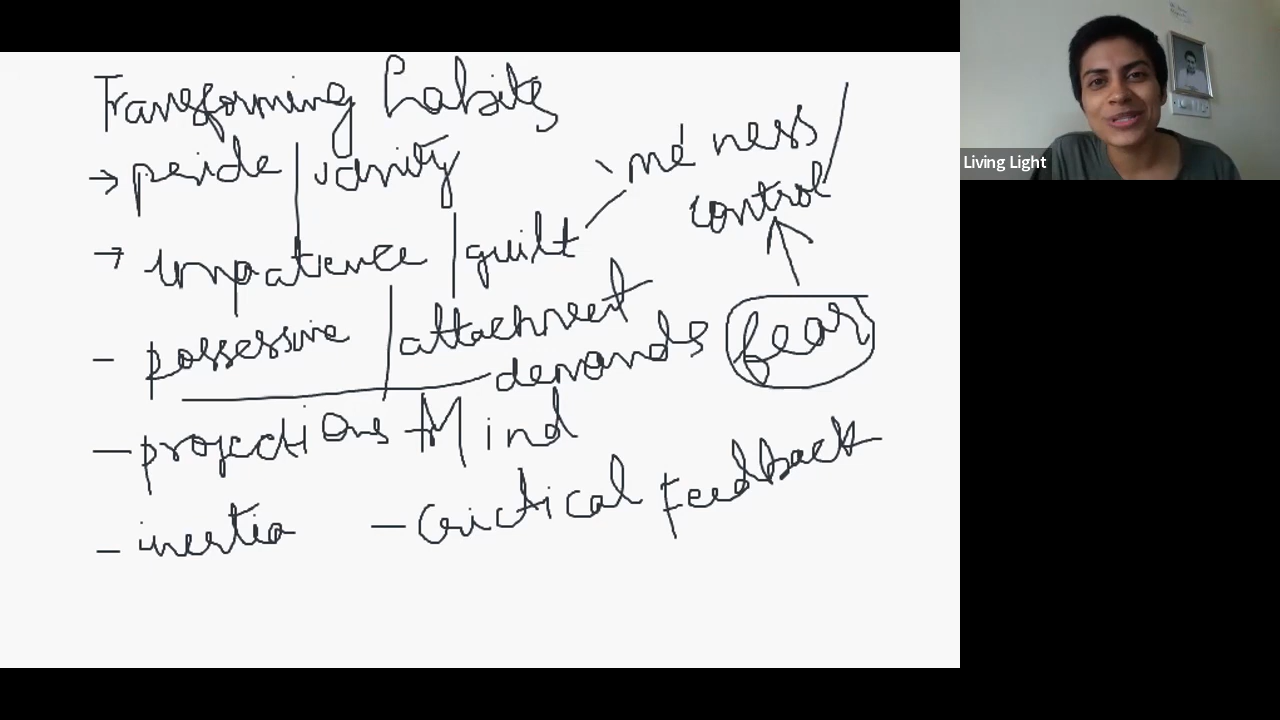 Transforming habits
→ pride | vanity
'me' ness / control
→ impatience | guilt
- possessive | attachment
demands fear
- projections Mind
- inertia - Critical feedback
Living Light